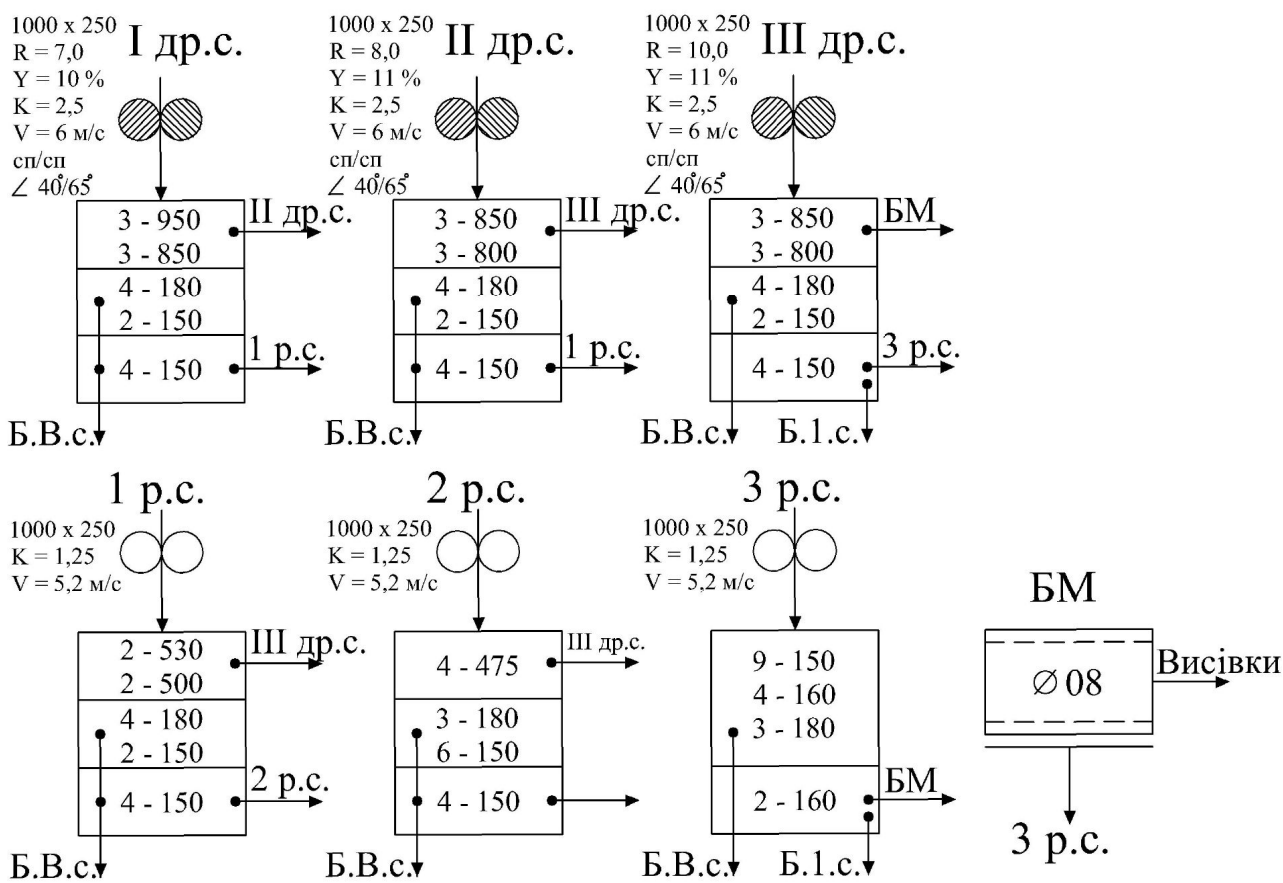 1000 x 250
R = 7,0
Y = 10 %
K = 2,5
V = 6 м/с
сп/сп
∠ 40°/65°
I др.с.
3 - 950
3 - 850
II др.с.
4 - 180
2 - 150
4 - 150
1 р.с.
Б.В.с.
1000 x 250
R = 8,0
Y = 11 %
K = 2,5
V = 6 м/с
сп/сп
∠ 40°/65°
II др.с.
3 - 850
3 - 800
III др.с.
4 - 180
2 - 150
4 - 150
1 р.с.
Б.В.с.
1000 x 250
R = 10,0
Y = 11 %
K = 2,5
V = 6 м/с
сп/сп
∠ 40°/65°
III др.с.
3 - 850
3 - 800
БМ
4 - 180
2 - 150
4 - 150
3 р.с.
Б.В.с.
Б.1.с.
1 р.с.
1000 x 250
K = 1,25
V = 5,2 м/с
2 - 530
2 - 500
III др.с.
4 - 180
2 - 150
4 - 150
2 р.с.
Б.В.с.
2 р.с.
1000 x 250
K = 1,25
V = 5,2 м/с
4 - 475
III др.с.
3 - 180
6 - 150
4 - 150
Б.В.с.
3 р.с.
1000 x 250
K = 1,25
V = 5,2 м/с
9 - 150
4 - 160
3 - 180
2 - 160
БМ
Б.В.с.
Б.1.с.
БМ
∅ 08
Висівки
3 р.с.